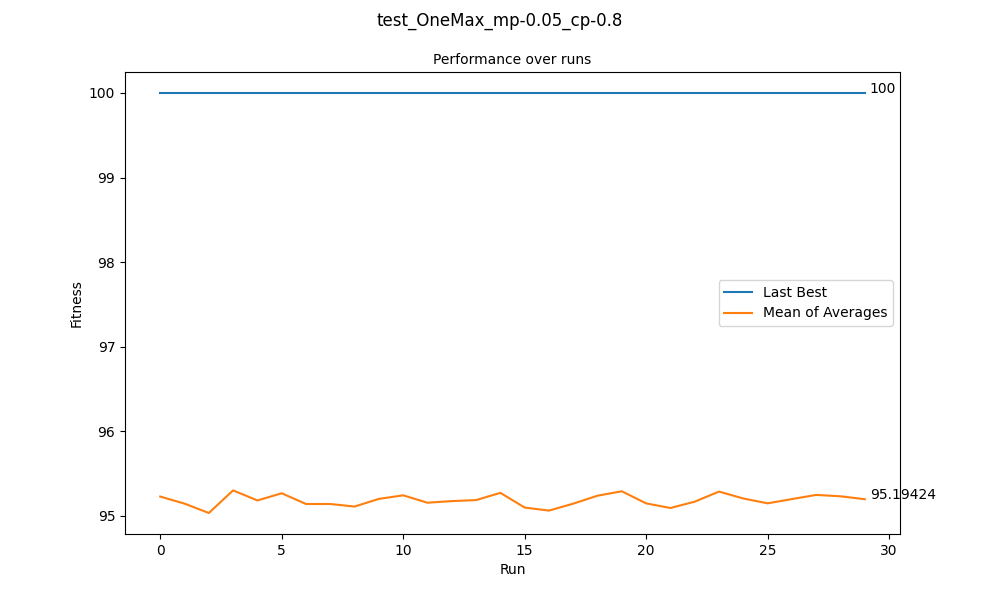 test_OneMax_mp-0.05_cp-0.8
Performance over runs
100
99
98
97
96
95
Fitness
100
Last Best
Mean of Averages
95.19424
0
5
10
15
20
25
30
Run